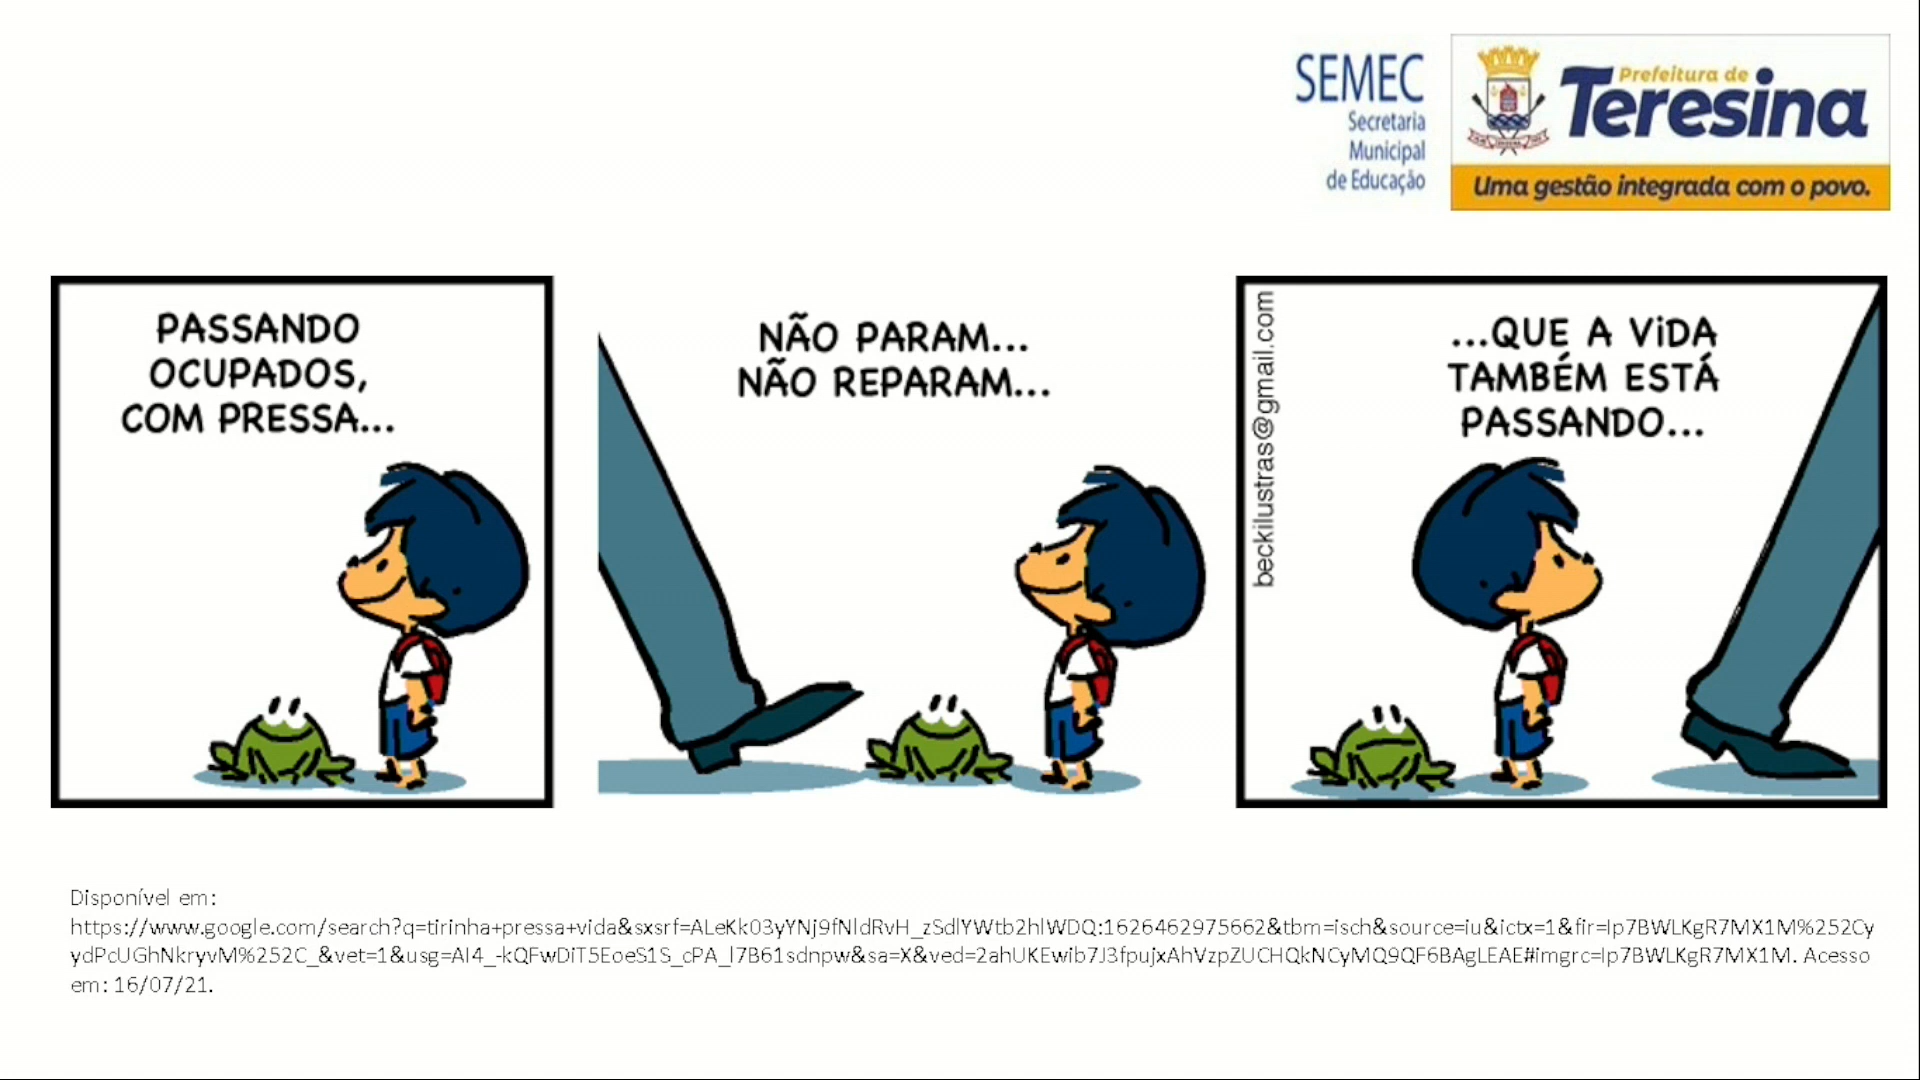 SEMEC
Secretaria
Municipal
de Educação
Prefeitura de
Teresina
Uma gestão integrada com o povo.
PASSANDO
OCUPADOS,
COM PRESSA...
NÃO PARAM...
NÃO REPARAM...
beckilustras@gmail.com
...QUE A ViDA
TAMBÉM ESTÁ
PASSANDO...
Disponível em:
https://www.google.com/search?q=tirinha+pressa+vida&sxsrf=ALeKk03yYNj9fNldRvH_zSdlYWtb2hlWDQ:1626462975662&tbm=isch&source=iu&ictx=1&fir=Ip7BWLKgR7MX1M%252Cy
ydPcUGhNkryvM%252C_&vet=1&usg=AI4_-kQFwDiT5EoeS1S_cPA_l7B61sdnpw&sa=X&ved=2ahUKEwib7J3fpujxAhVzpZUCHQkNCyMQ9QF6BAgLEAE#imgrc=Ip7BWLKgR7MX1M. Acesso
em: 16/07/21.